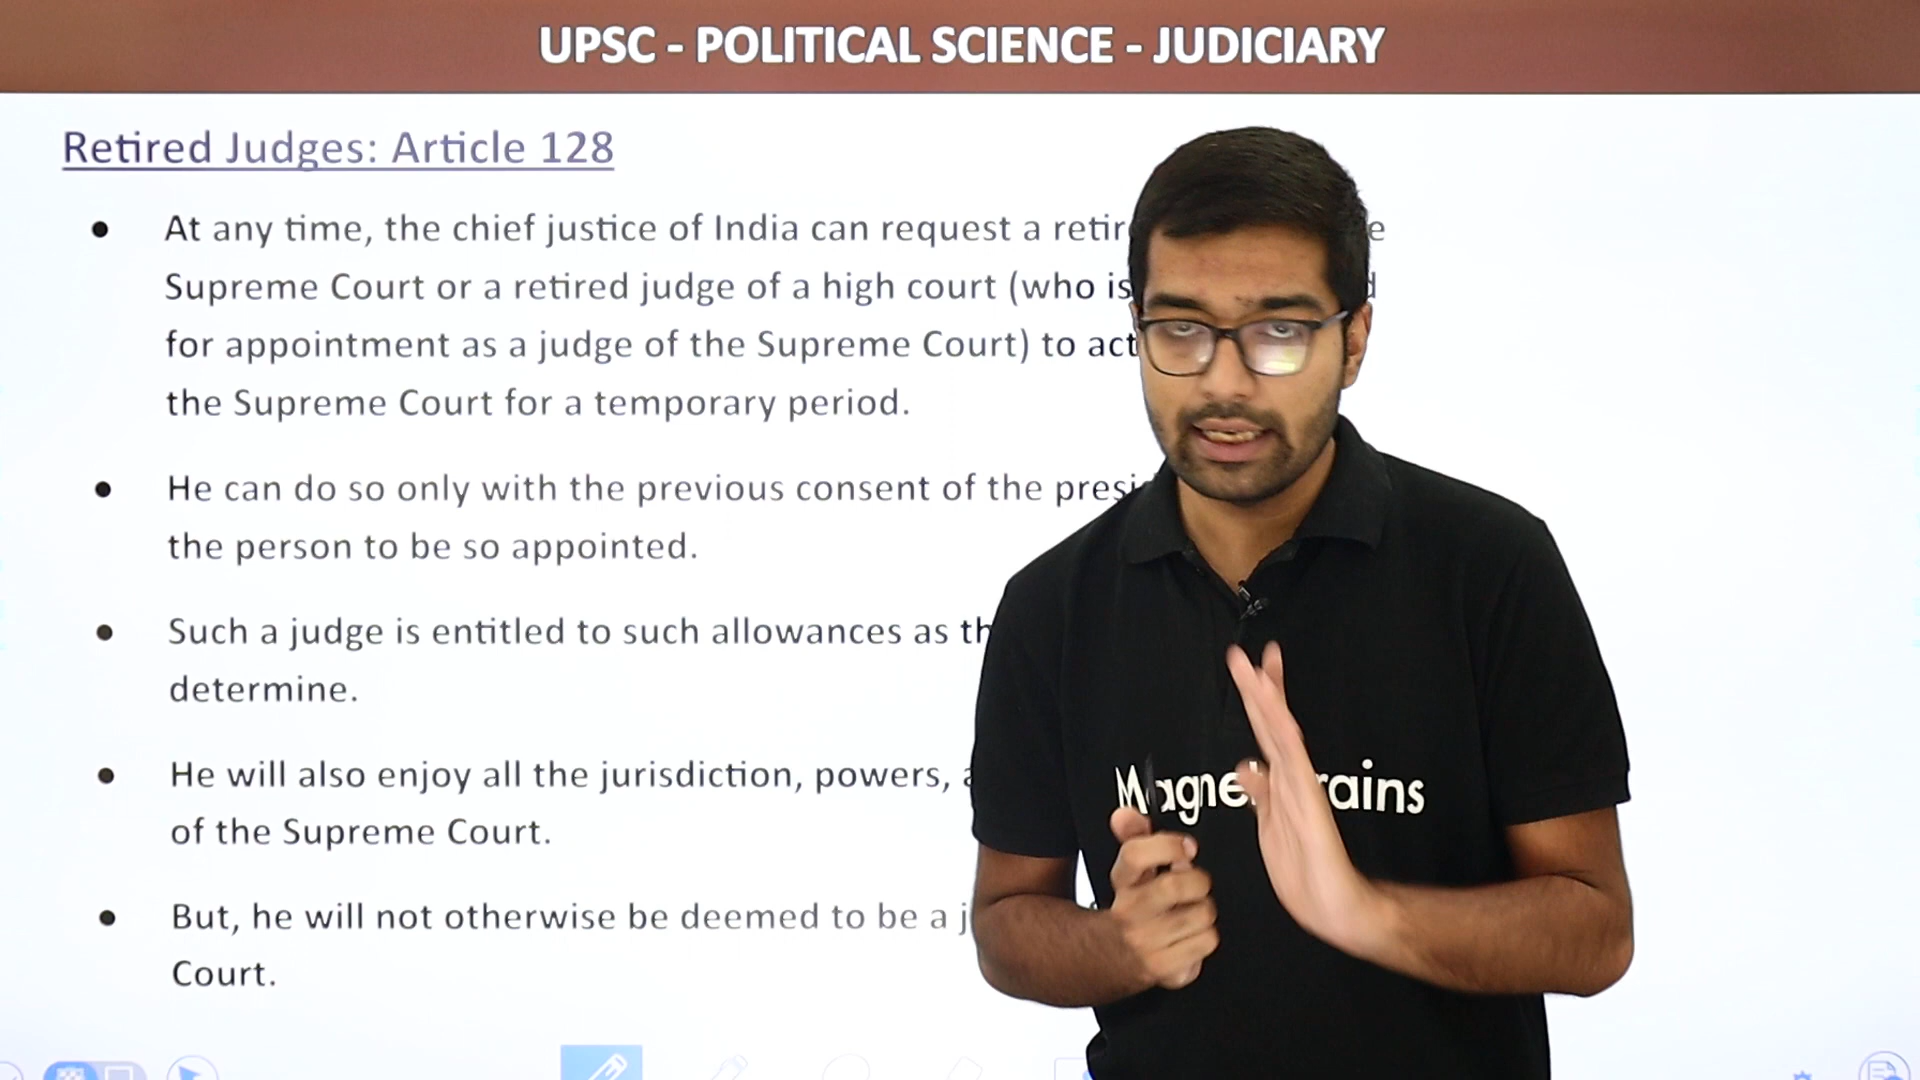 UPSC - POLITICAL SCIENCE - JUDICIARY
Retired Judges: Article 128
● At any time, the chief justice of India can request a
Supreme Court or a retired judge of a high court (who is
for appointment as a judge of the Supreme Court) to act
the Supreme Court for a temporary period.
● He can do so only with the previous consent of the
the person to be so appointed.
● Such a judge is entitled to such allowances as
determine.
● He will also enjoy all the jurisdiction, powers,
of the Supreme Court.
● But, he will not otherwise be deemed to be a
Court.